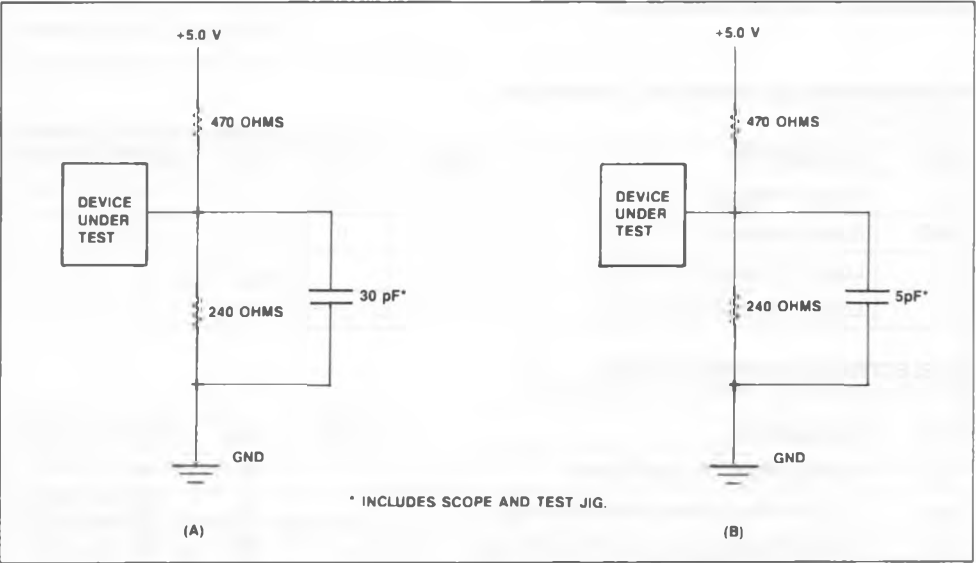 +5.0 V
470 OHMS
DEVICE
UNDER
TEST
240 OHMS
30 pF*
GND
(A)
+5.0 V
470 OHMS
DEVICE
UNDER
TEST
240 OHMS
5pF*
GND
(B)
* INCLUDES SCOPE AND TEST JIG.